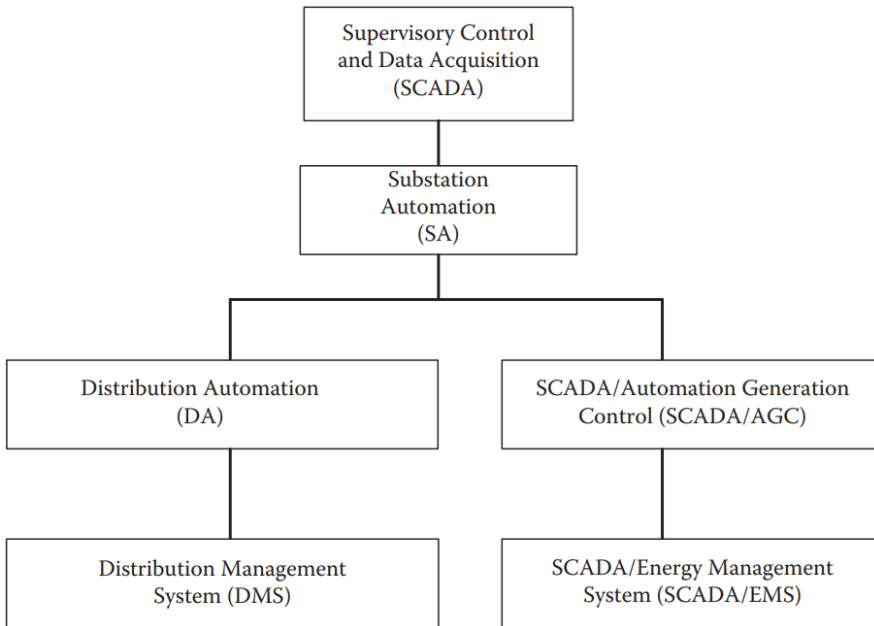 Supervisory Control
and Data Acquisition
(SCADA)
Substation
Automation
(SA)
Distribution Automation
(DA)
SCADA/Automation Generation
Control (SCADA/AGC)
Distribution Management
System (DMS)
SCADA/Energy Management
System (SCADA/EMS)